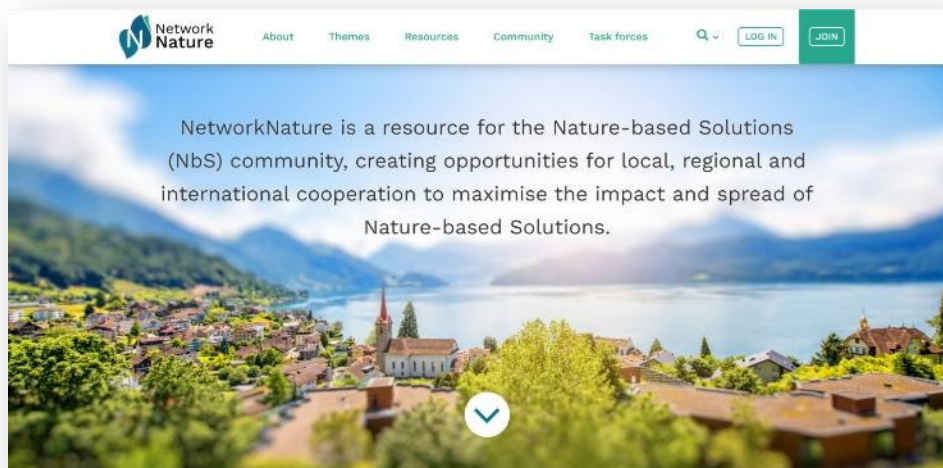 Network
Nature
About Themes Resources Community Task forces LOG IN JOIN
NetworkNature is a resource for the Nature-based Solutions
(NbS) community, creating opportunities for local, regional and
international cooperation to maximise the impact and spread of
Nature-based Solutions.